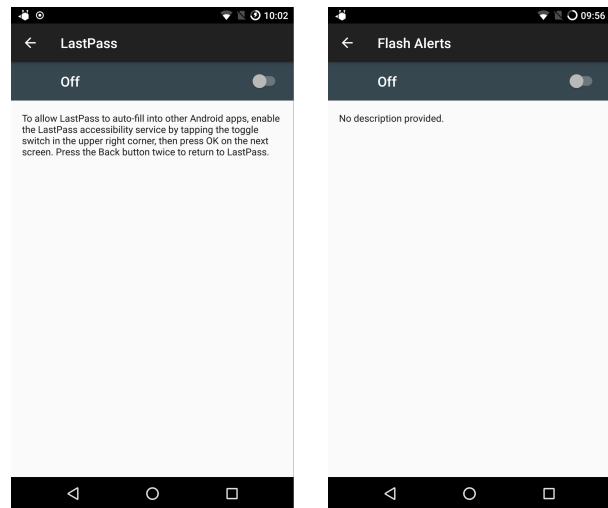 10:02
LastPass
Off
To allow LastPass to auto-fill into other Android apps, enable
the LastPass accessibility service by tapping the toggle
switch in the upper right corner, then press OK on the next
screen. Press the Back button twice to return to LastPass.
09:56
Flash Alerts
Off
No description provided.